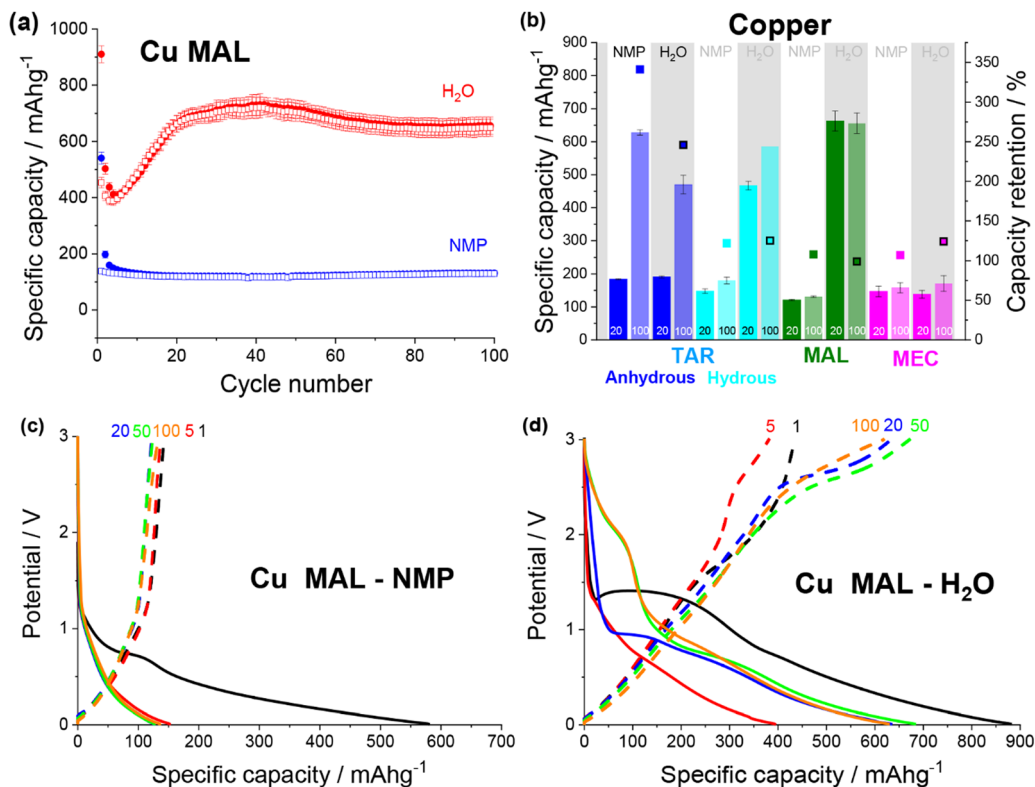 (a)
Cu MAL
H₂O
NMP
Specific capacity / mAhg⁻¹
1000
800
600
400
200
0
0 20 40 60 80 100
Cycle number
(b)
Copper
NMP H₂O NMP H₂O NMP H₂O NMP H₂O
Specific capacity / mAhg⁻¹
900
800
700
600
500
400
300
200
100
0
Capacity retention / %
350
300
250
200
150
100
50
0
20 100 20 100 20 100 20 100 20 100 20 100 20 100 20 100
TAR MAL MEC
Anhydrous Hydrous
(c)
20 50 100 5 1
Cu MAL - NMP
Potential / V
3
2
1
0
0 100 200 300 400 500 600 700
Specific capacity / mAhg⁻¹
(d)
5 1 100 20 50
Cu MAL - H₂O
Potential / V
3
2
1
0
0 100 200 300 400 500 600 700 800 900
Specific capacity / mAhg⁻¹